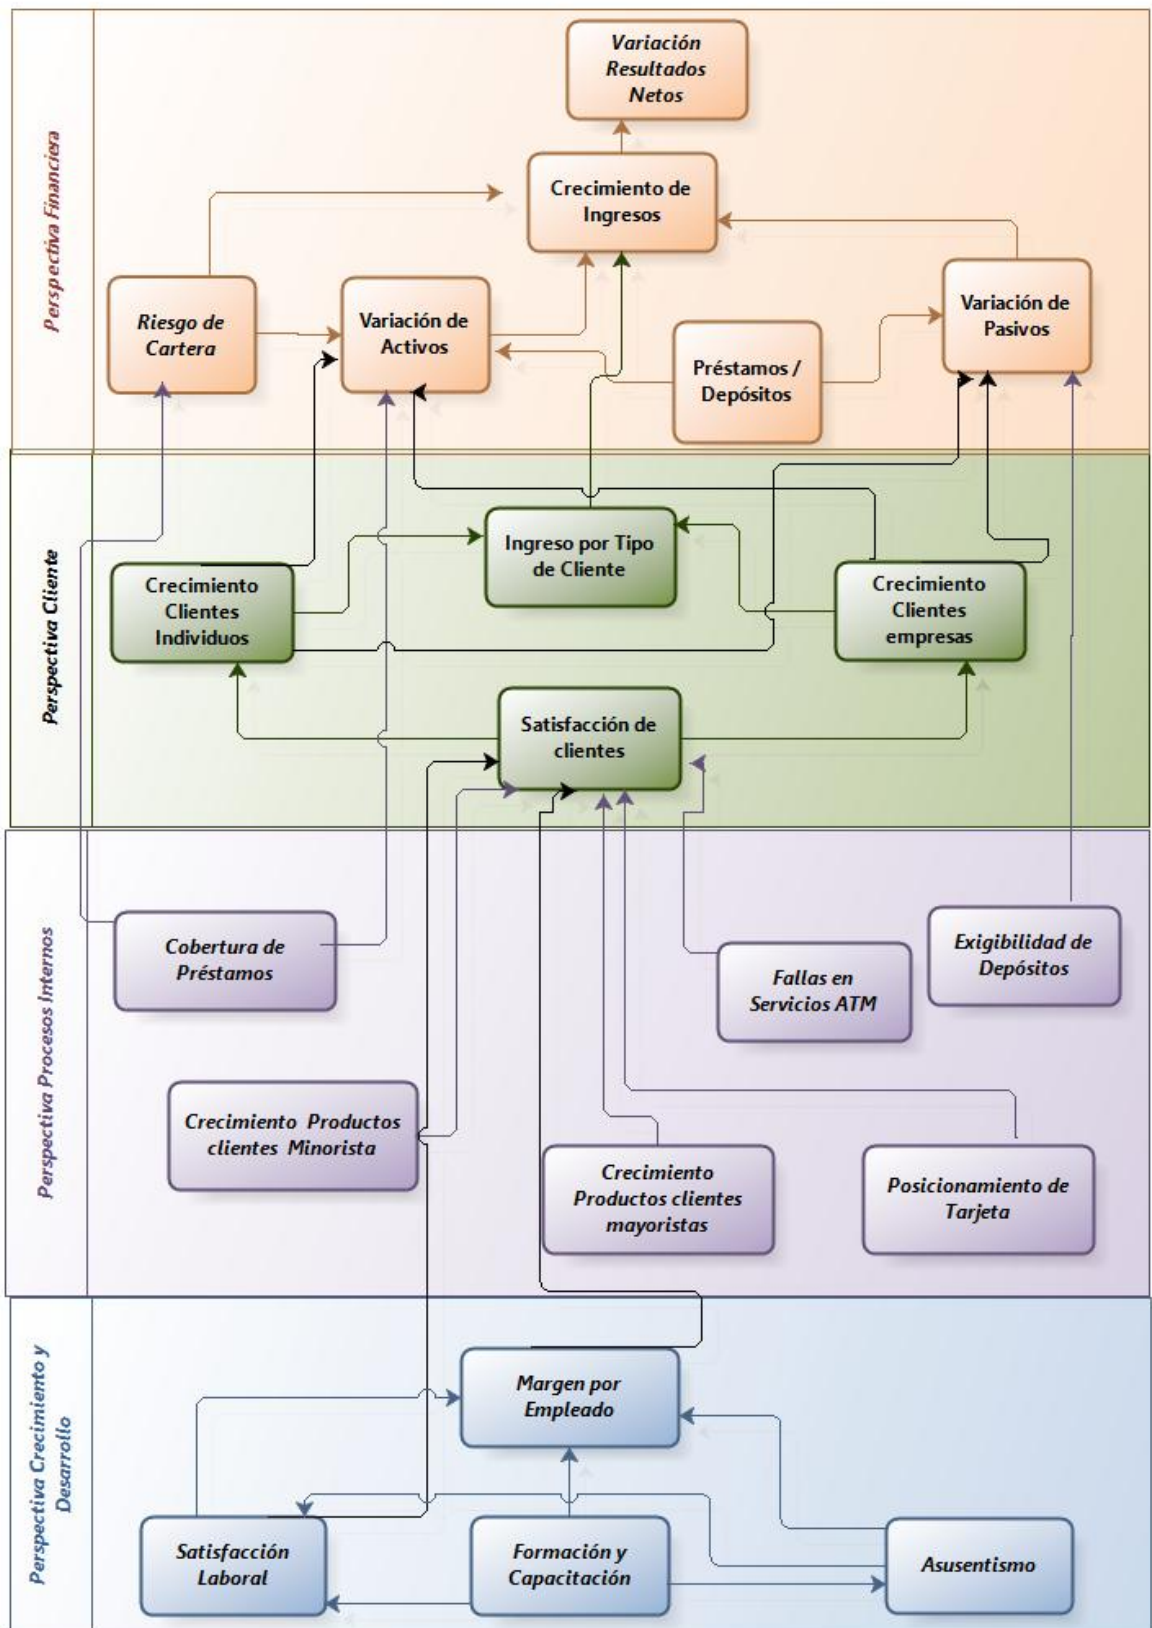 Perspectiva Financiera
Variación
Resultados
Netos
Crecimiento de
Ingresos
Riesgo de
Cartera
Variación de
Activos
Préstamos /
Depósitos
Variación de
Pasivos
Perspectiva Cliente
Ingreso por Tipo
de Cliente
Crecimiento
Clientes
Individuos
Crecimiento
Clientes
empresas
Satisfacción de
clientes
Perspectiva Procesos Internos
Cobertura de
Préstamos
Fallas en
Servicios ATM
Exigibilidad de
Depósitos
Crecimiento Productos
clientes Minorista
Crecimiento
Productos clientes
mayoristas
Posicionamiento de
Tarjeta
Perspectiva Crecimiento y
Desarrollo
Margen por
Empleado
Satisfacción
Laboral
Formación y
Capacitación
Asusentismo